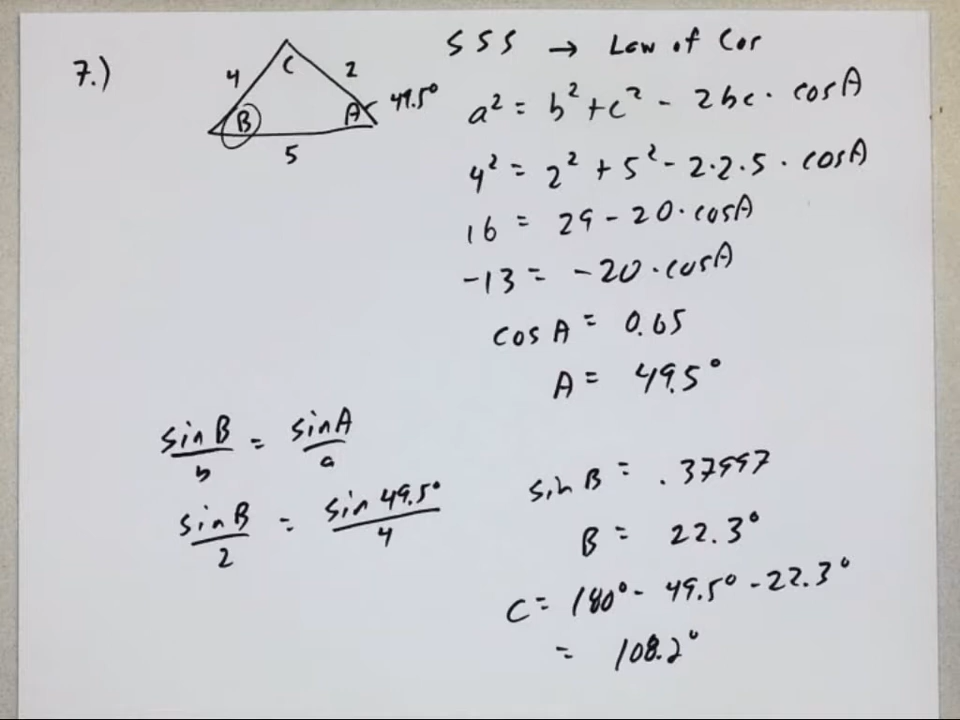 7.)
4
C
2
B
A
49.5°
5
SSS → Law of Cos
a² = b² + c² - 2bc · cosA
4² = 2² + 5² - 2·2·5 · cosA
16 = 29 - 20·cosA
-13 = -20·cosA
cos A = 0.65
A = 49.5°
sin B / b = sin A / a
sin B / 2 = sin 49.5° / 4
sin B = .37997
B = 22.3°
C = 180° - 49.5° - 22.3°
= 108.2°